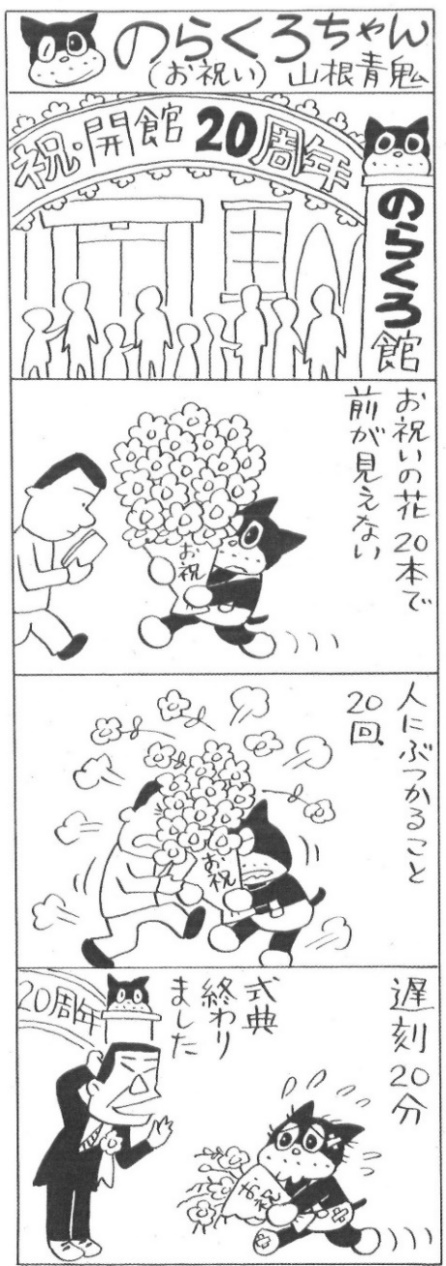 のらくろちゃん
(お祝い) 山根青鬼
祝・開館20周年
のらくろ館
お祝いの花20本で
前が見えない
お祝
人にぶつかること
20回
お祝
遅刻20分
式典
終わり
ました
20周年
お祝